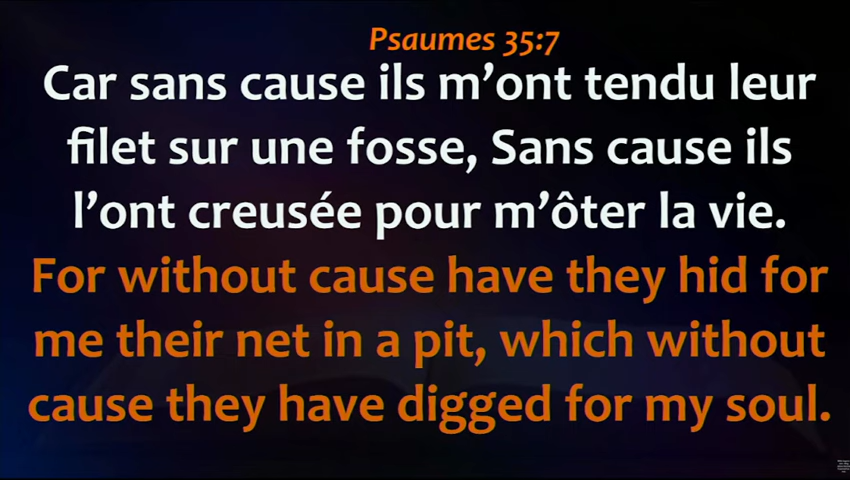 Psaumes 35:7
Car sans cause ils m’ont tendu leur
filet sur une fosse, Sans cause ils
l’ont creusée pour m’ôter la vie.
For without cause have they hid for
me their net in a pit, which without
cause they have digged for my soul.